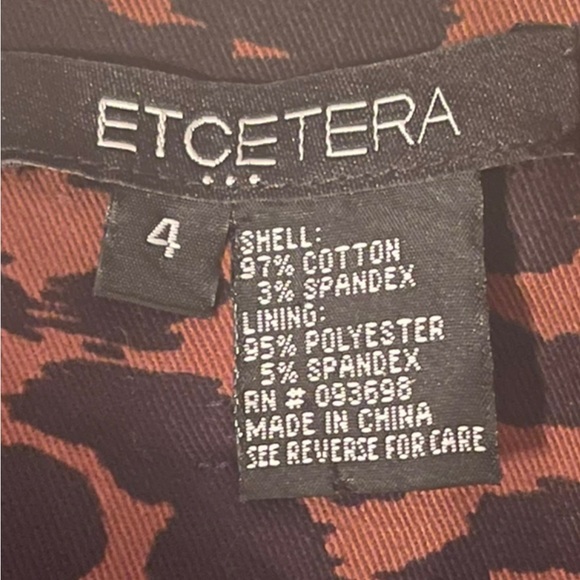 ETCETERA
...
4
SHELL:
97% COTTON
3% SPANDEX
LINING:
95% POLYESTER
5% SPANDEX
RN # 093698
MADE IN CHINA
SEE REVERSE FOR CARE